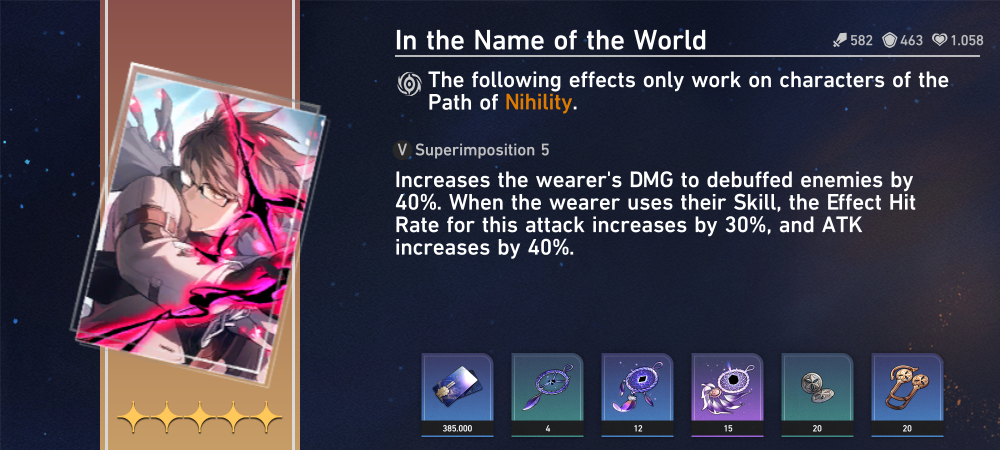 In the Name of the World
582 463 1.058
The following effects only work on characters of the
Path of Nihility.
V Superimposition 5
Increases the wearer's DMG to debuffed enemies by
40%. When the wearer uses their Skill, the Effect Hit
Rate for this attack increases by 30%, and ATK
increases by 40%.
385.000 4 12 15 20 20